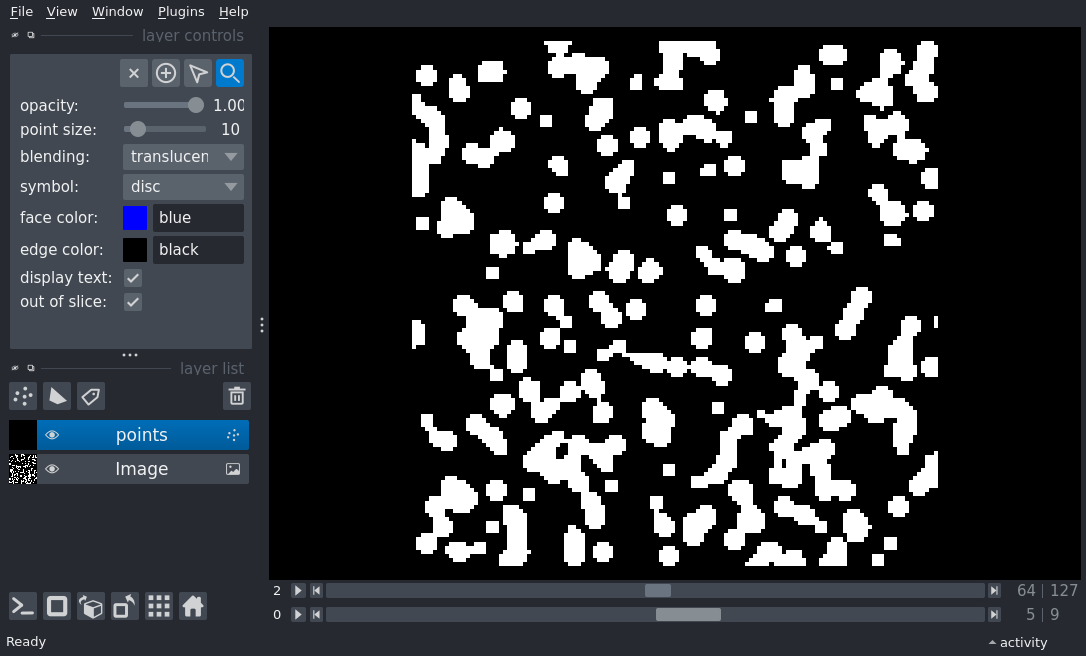 File View Window Plugins Help
layer controls
opacity: 1.00
point size: 10
blending: translucen
symbol: disc
face color: blue
edge color: black
display text:
out of slice:
layer list
points
Image
2 64 | 127
0 5 | 9
Ready activity